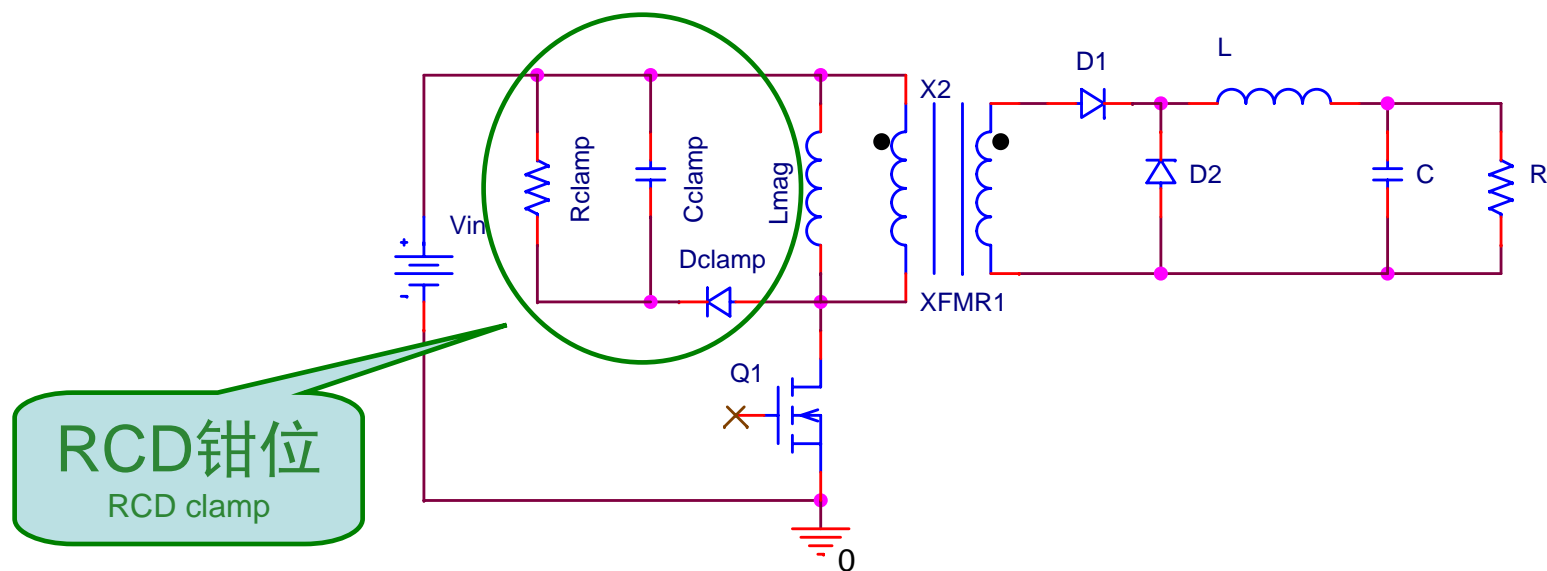 L
D1
X2
Rclamp
Cclamp
Lmag
D2
C
R
Vin
+
-
Dclamp
XFMR1
Q1
RCD钳位
RCD clamp
0